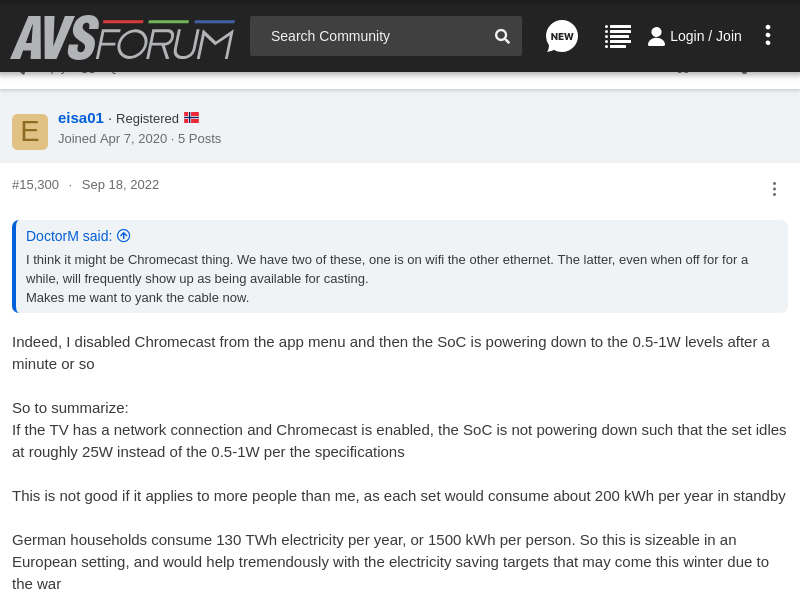 AVSFORUM
Search Community
NEW
Login / Join
E
eisa01 · Registered
Joined Apr 7, 2020 · 5 Posts
#15,300 · Sep 18, 2022
DoctorM said:
I think it might be Chromecast thing. We have two of these, one is on wifi the other ethernet. The latter, even when off for for a
while, will frequently show up as being available for casting.
Makes me want to yank the cable now.
Indeed, I disabled Chromecast from the app menu and then the SoC is powering down to the 0.5-1W levels after a
minute or so
So to summarize:
If the TV has a network connection and Chromecast is enabled, the SoC is not powering down such that the set idles
at roughly 25W instead of the 0.5-1W per the specifications
This is not good if it applies to more people than me, as each set would consume about 200 kWh per year in standby
German households consume 130 TWh electricity per year, or 1500 kWh per person. So this is sizeable in an
European setting, and would help tremendously with the electricity saving targets that may come this winter due to
the war